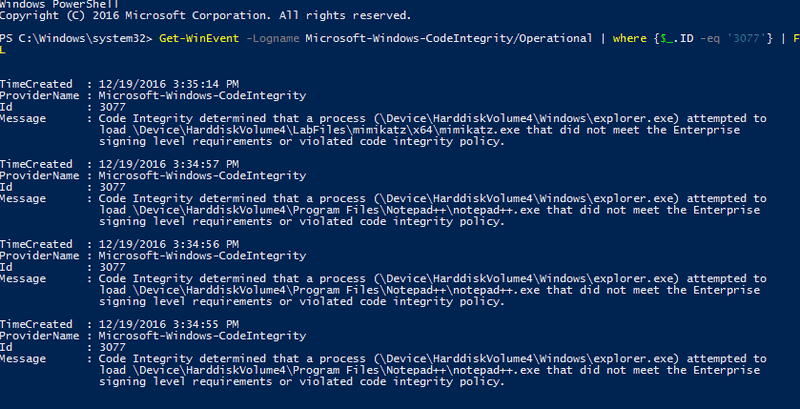 Windows PowerShell
Copyright (C) 2016 Microsoft Corporation. All rights reserved.
PS C:\Windows\system32> Get-WinEvent -Logname Microsoft-Windows-CodeIntegrity/Operational | where {$_.ID -eq '3077'} | F
L
TimeCreated  : 12/19/2016 3:35:14 PM
ProviderName : Microsoft-Windows-CodeIntegrity
Id           : 3077
Message      : Code Integrity determined that a process (\Device\HarddiskVolume4\Windows\explorer.exe) attempted to
load \Device\HarddiskVolume4\LabFiles\mimikatz\x64\mimikatz.exe that did not meet the Enterprise
signing level requirements or violated code integrity policy.
TimeCreated  : 12/19/2016 3:34:57 PM
ProviderName : Microsoft-Windows-CodeIntegrity
Id           : 3077
Message      : Code Integrity determined that a process (\Device\HarddiskVolume4\Windows\explorer.exe) attempted to
load \Device\HarddiskVolume4\Program Files\Notepad++\notepad++.exe that did not meet the Enterprise
signing level requirements or violated code integrity policy.
TimeCreated  : 12/19/2016 3:34:56 PM
ProviderName : Microsoft-Windows-CodeIntegrity
Id           : 3077
Message      : Code Integrity determined that a process (\Device\HarddiskVolume4\Windows\explorer.exe) attempted to
load \Device\HarddiskVolume4\Program Files\Notepad++\notepad++.exe that did not meet the Enterprise
signing level requirements or violated code integrity policy.
TimeCreated  : 12/19/2016 3:34:55 PM
ProviderName : Microsoft-Windows-CodeIntegrity
Id           : 3077
Message      : Code Integrity determined that a process (\Device\HarddiskVolume4\Windows\explorer.exe) attempted to
load \Device\HarddiskVolume4\Program Files\Notepad++\notepad++.exe that did not meet the Enterprise
signing level requirements or violated code integrity policy.